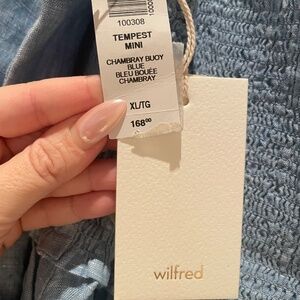 100308
TEMPEST
MINI
CHAMBRAY BUOY
BLUE
BLEU BOUÉE
CHAMBRAY
XL/TG
168⁰⁰
wilfred